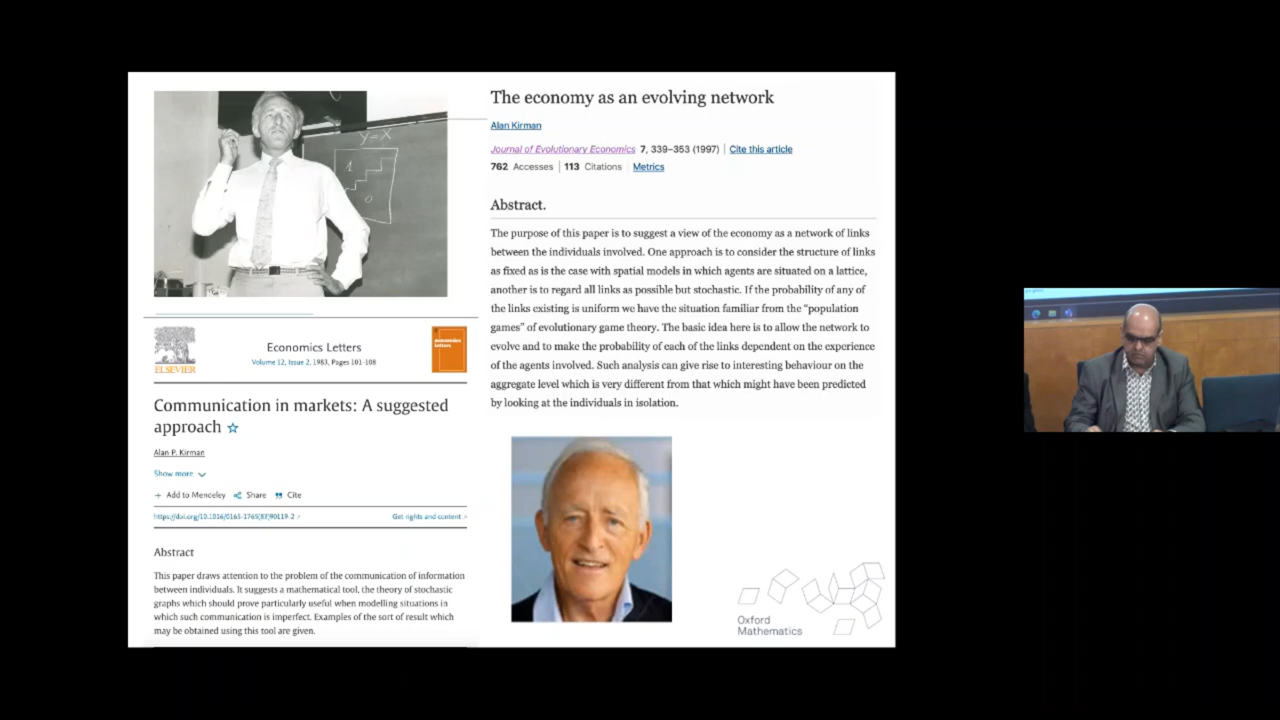 Y=X
The economy as an evolving network
Alan Kirman
Journal of Evolutionary Economics 7, 339–353 (1997) | Cite this article
762 Accesses | 113 Citations | Metrics
Abstract.
The purpose of this paper is to suggest a view of the economy as a network of links
between the individuals involved. One approach is to consider the structure of links
as fixed as is the case with spatial models in which agents are situated on a lattice,
another is to regard all links as possible but stochastic. If the probability of any of
the links existing is uniform we have the situation familiar from the “population
games” of evolutionary game theory. The basic idea here is to allow the network to
evolve and to make the probability of each of the links dependent on the experience
of the agents involved. Such analysis can give rise to interesting behaviour on the
aggregate level which is very different from that which might have been predicted
by looking at the individuals in isolation.
ELSEVIER
Economics Letters
Volume 12, Issue 2, 1983, Pages 101-108
economics
letters
Communication in markets: A suggested
approach
Alan P. Kirman
Show more
+ Add to Mendeley Share Cite
https://doi.org/10.1016/0165-1765(83)90119-2
Get rights and content
Abstract
This paper draws attention to the problem of the communication of information
between individuals. It suggests a mathematical tool, the theory of stochastic
graphs which should prove particularly useful when modelling situations in
which such communication is imperfect. Examples of the sort of result which
may be obtained using this tool are given.
Oxford
Mathematics